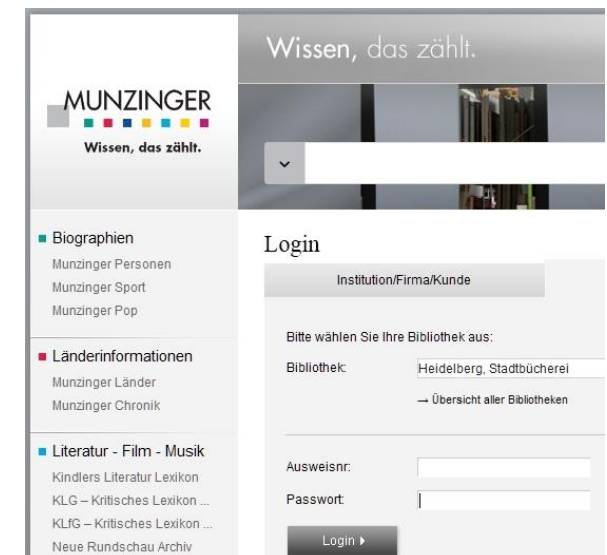 Wissen, das zählt.
MUNZINGER
Wissen, das zählt.
Biographien
Munzinger Personen
Munzinger Sport
Munzinger Pop
Länderinformationen
Munzinger Länder
Munzinger Chronik
Literatur - Film - Musik
Kindlers Literatur Lexikon
KLG – Kritisches Lexikon ...
KLfG – Kritisches Lexikon ...
Neue Rundschau Archiv
Login
Institution/Firma/Kunde
Bitte wählen Sie Ihre Bibliothek aus:
Bibliothek: Heidelberg, Stadtbücherei
→ Übersicht aller Bibliotheken
Ausweisnr.:
Passwort:
Login